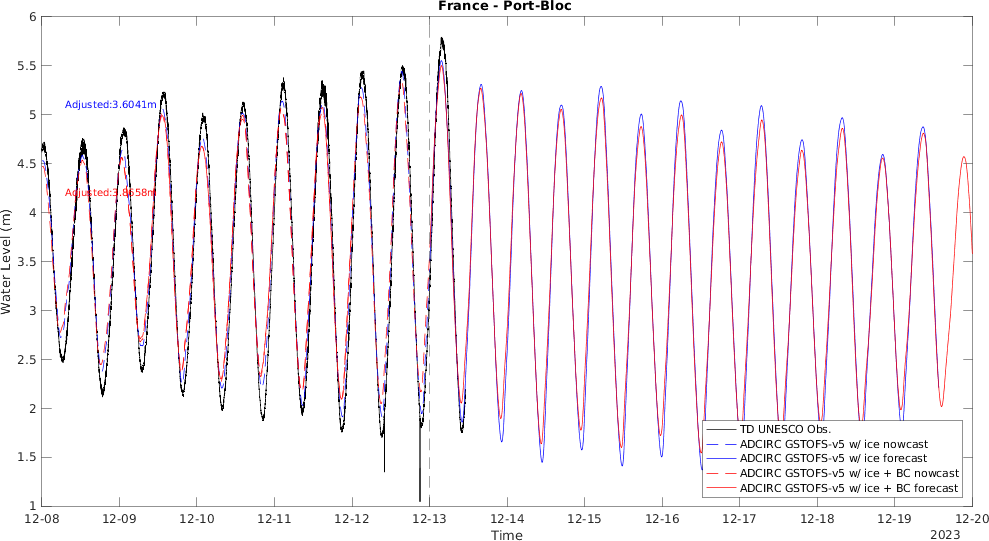 France - Port-Bloc
6
5.5
5
4.5
4
3.5
3
2.5
2
1.5
1
Water Level (m)
Adjusted:3.6041m
Adjusted:3.8658m
TD UNESCO Obs.
ADCIRC GSTOFS-v5 w/ ice nowcast
ADCIRC GSTOFS-v5 w/ ice forecast
ADCIRC GSTOFS-v5 w/ ice + BC nowcast
ADCIRC GSTOFS-v5 w/ ice + BC forecast
12-08 12-09 12-10 12-11 12-12 12-13 12-14 12-15 12-16 12-17 12-18 12-19 12-20
Time
2023